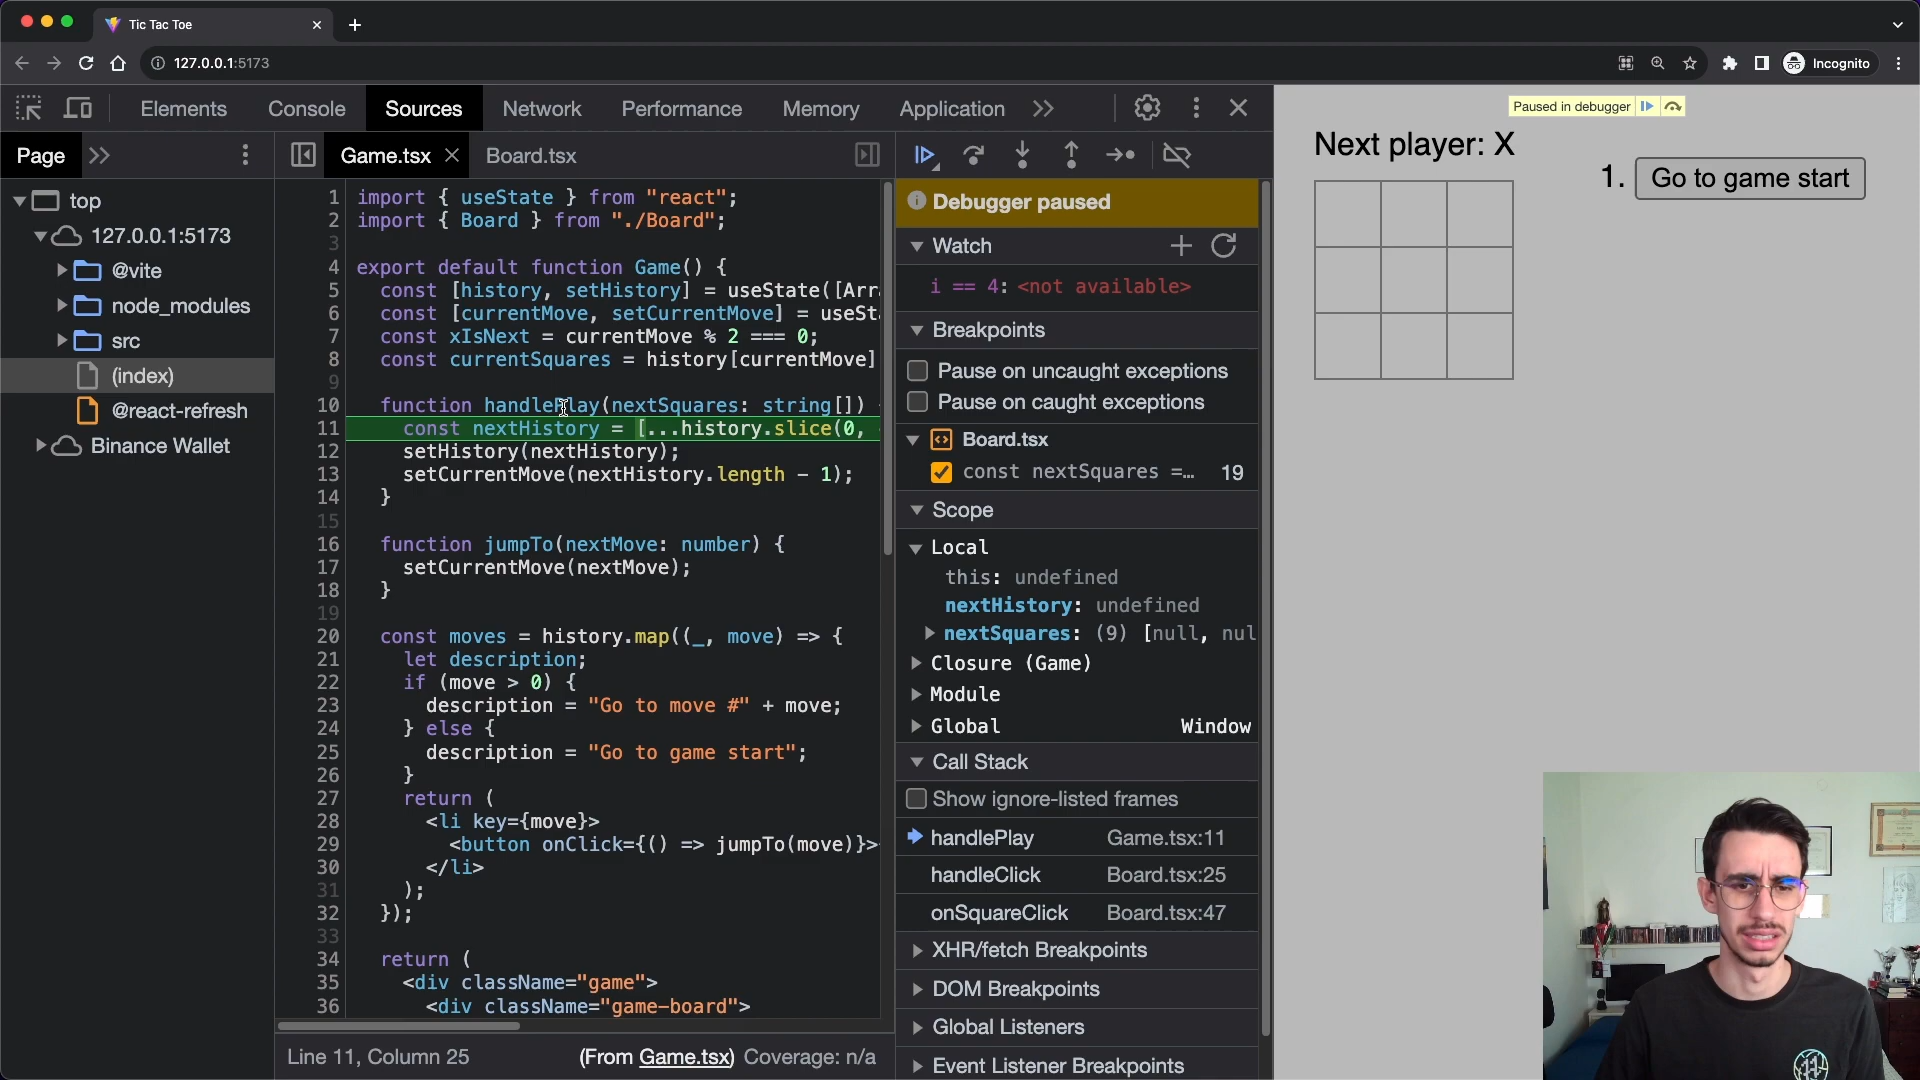 Tic Tac Toe
127.0.0.1:5173
Incognito
Elements
Console
Sources
Network
Performance
Memory
Application
Paused in debugger
Page
Game.tsx
Board.tsx
Next player: X
1. Go to game start
top
127.0.0.1:5173
@vite
node_modules
src
(index)
@react-refresh
Binance Wallet
1 import { useState } from "react";
2 import { Board } from "./Board";
3
4 export default function Game() {
5 const [history, setHistory] = useState([Arr
6 const [currentMove, setCurrentMove] = useSt
7 const xIsNext = currentMove % 2 === 0;
8 const currentSquares = history[currentMove]
9
10 function handlePlay(nextSquares: string[])
11 const nextHistory = [...history.slice(0,
12 setHistory(nextHistory);
13 setCurrentMove(nextHistory.length - 1);
14 }
15
16 function jumpTo(nextMove: number) {
17 setCurrentMove(nextMove);
18 }
19
20 const moves = history.map((_, move) => {
21 let description;
22 if (move > 0) {
23 description = "Go to move #" + move;
24 } else {
25 description = "Go to game start";
26 }
27 return (
28 <li key={move}>
29 <button onClick={() => jumpTo(move)}>
30 </li>
31 );
32 });
33
34 return (
35 <div className="game">
36 <div className="game-board">
Line 11, Column 25
(From Game.tsx) Coverage: n/a
Debugger paused
Watch
i == 4: <not available>
Breakpoints
Pause on uncaught exceptions
Pause on caught exceptions
Board.tsx
const nextSquares =… 19
Scope
Local
this: undefined
nextHistory: undefined
nextSquares: (9) [null, nul
Closure (Game)
Module
Global Window
Call Stack
Show ignore-listed frames
handlePlay Game.tsx:11
handleClick Board.tsx:25
onSquareClick Board.tsx:47
XHR/fetch Breakpoints
DOM Breakpoints
Global Listeners
Event Listener Breakpoints